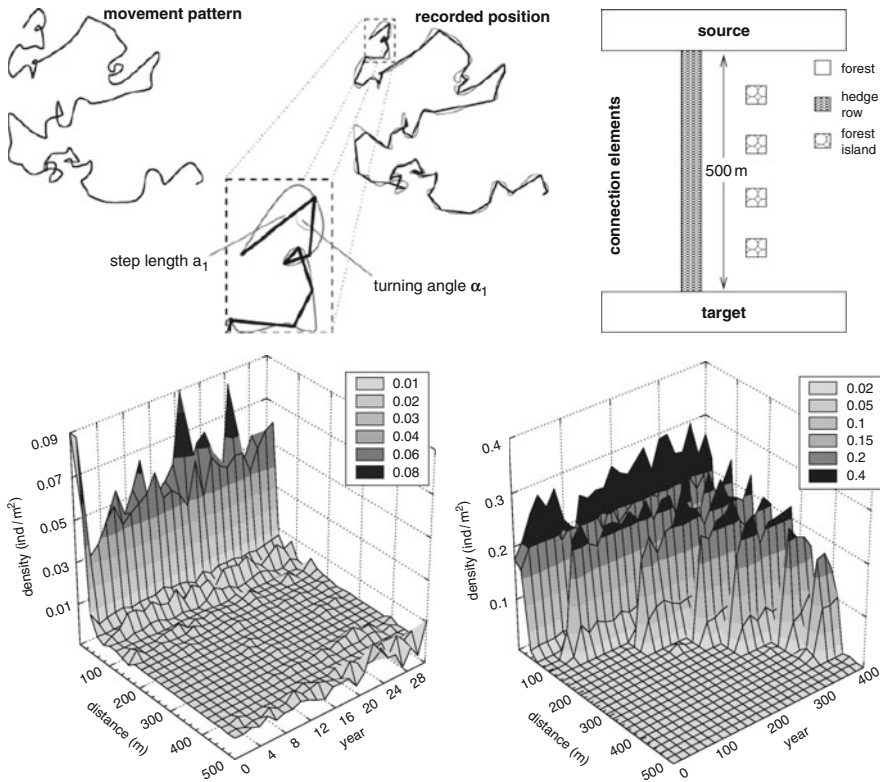 movement pattern
recorded position
step length a₁
turning angle α₁
source
connection elements
500 m
target
forest
hedge
row
forest
island
0.09
0.07
0.05
0.03
0.01
density (ind / m²)
100
200
300
400
500
distance (m)
0
4
8
12
16
20
24
28
year
0.01
0.02
0.03
0.04
0.06
0.08
0.4
0.3
0.2
0.1
density (ind / m²)
100
200
300
400
500
distance (m)
0
100
200
300
400
year
0.02
0.05
0.1
0.15
0.2
0.4